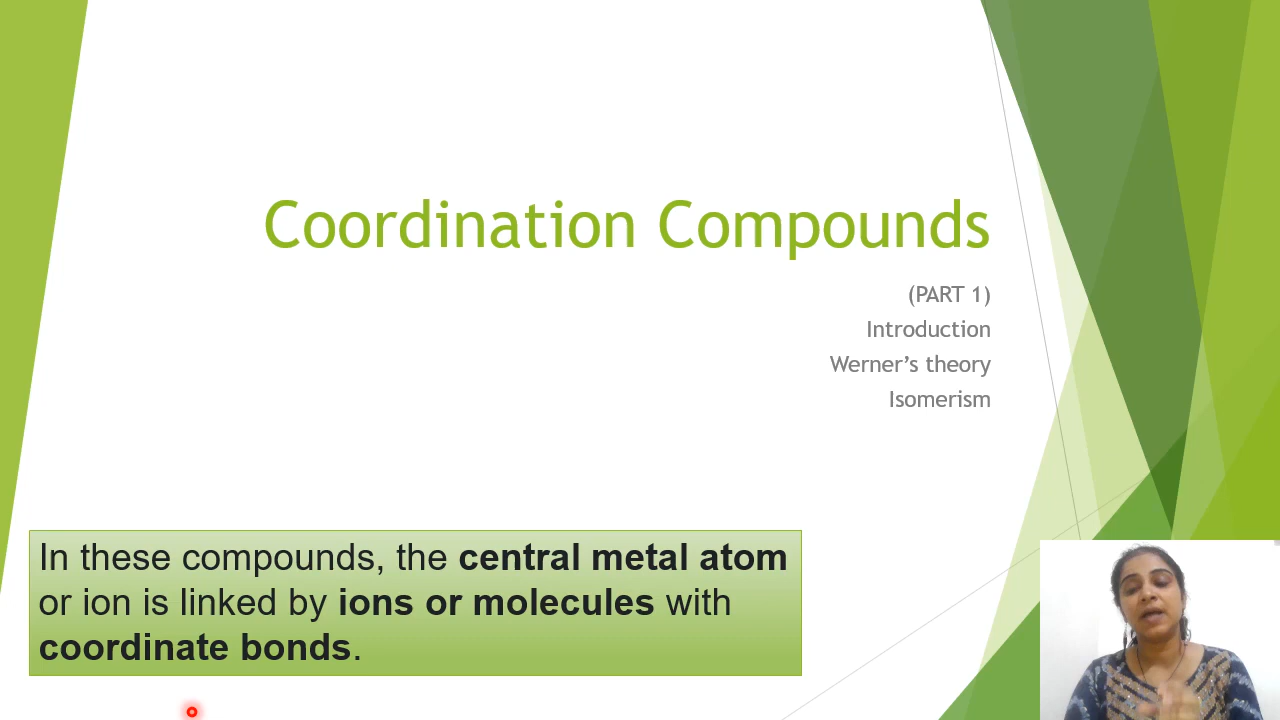 Coordination Compounds
(PART 1)
Introduction
Werner’s theory
Isomerism
In these compounds, the central metal atom
or ion is linked by ions or molecules with
coordinate bonds.